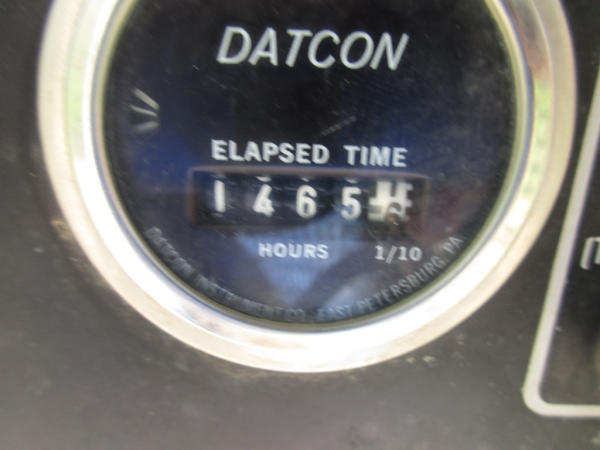 DATCON
ELAPSED TIME
1465
HOURS 1/10
DATCON INSTRUMENT CO. EAST PETERSBURG, PA